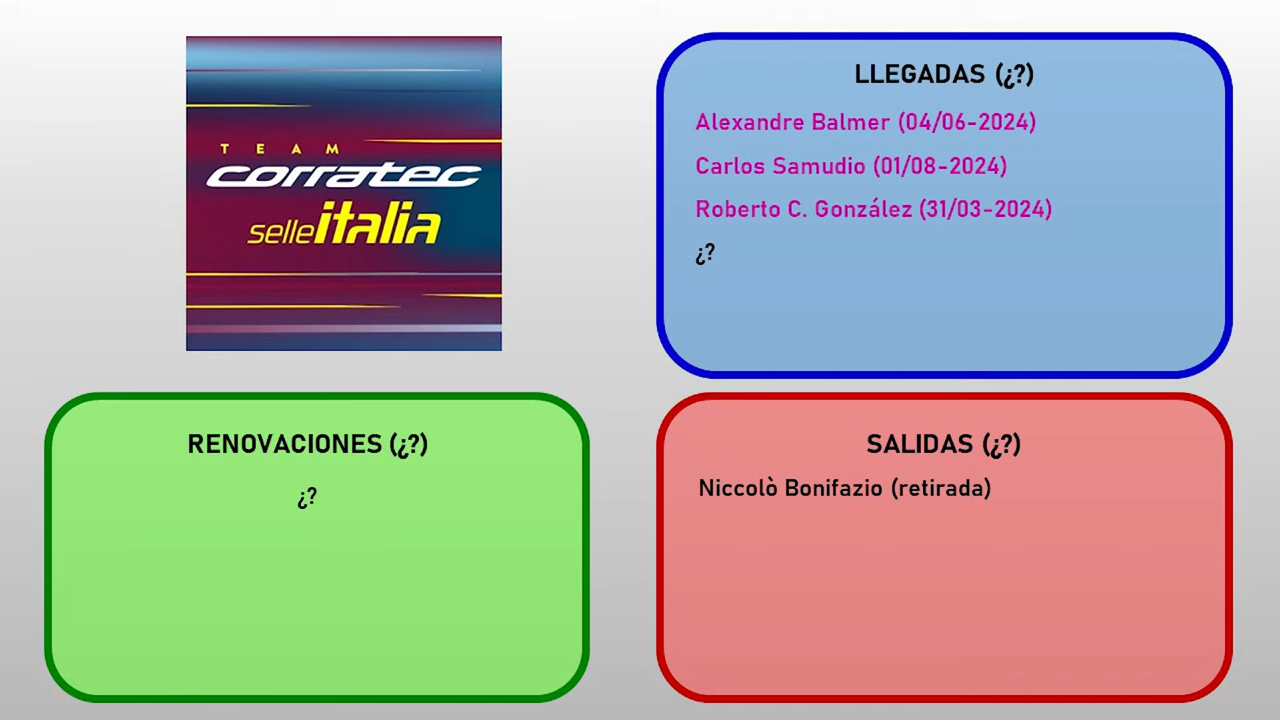 TEAM
corratec
selleitalia
LLEGADAS (¿?)
Alexandre Balmer (04/06-2024)
Carlos Samudio (01/08-2024)
Roberto C. González (31/03-2024)
¿?
RENOVACIONES (¿?)
¿?
SALIDAS (¿?)
Niccolò Bonifazio (retirada)